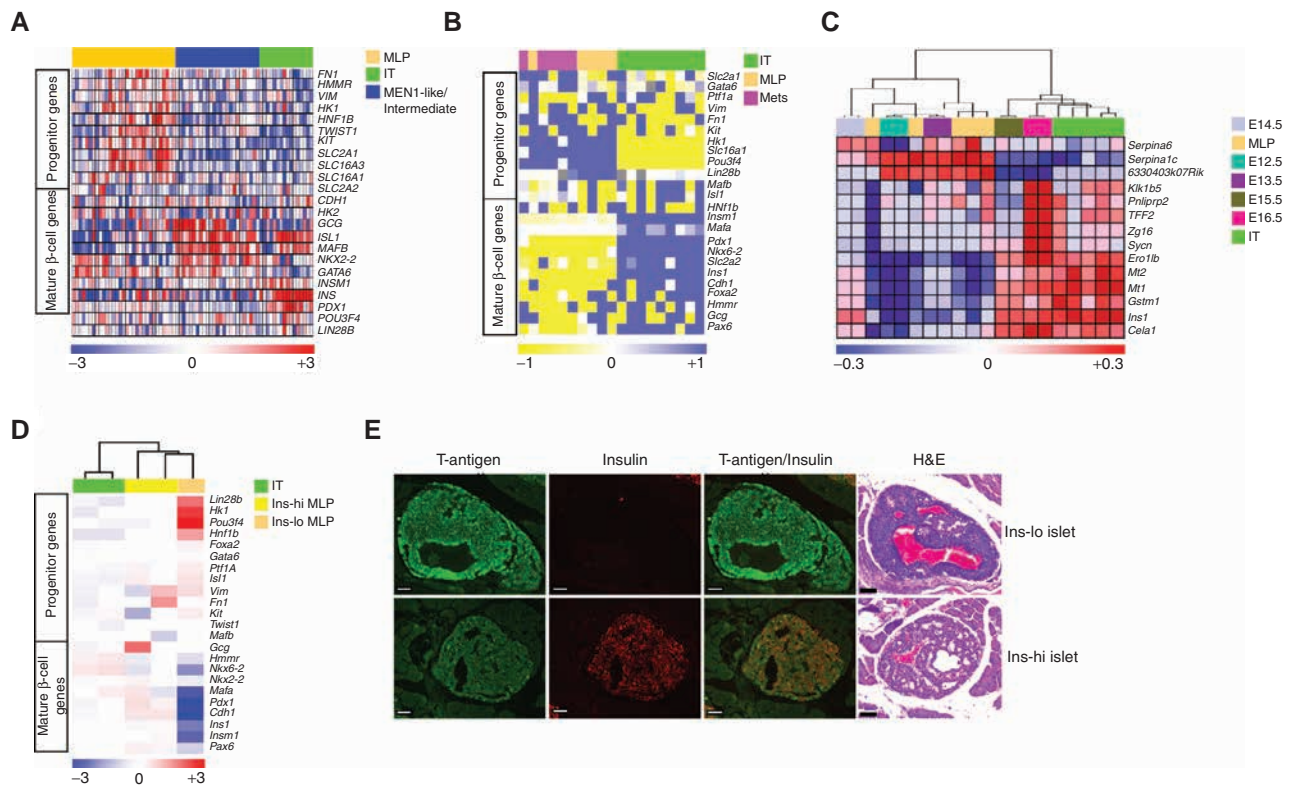 A
MLP
IT
MEN1-like/
Intermediate
Progenitor genes
Mature β-cell genes
FN1
HMMR
VIM
HK1
HNF1B
TWIST1
KIT
SLC2A1
SLC16A3
SLC16A1
SLC2A2
CDH1
HK2
GCG
ISL1
MAFB
NKX2-2
GATA6
INSM1
INS
PDX1
POU3F4
LIN28B
−3
0
+3
B
IT
MLP
Mets
Progenitor genes
Mature β-cell genes
Slc2a1
Gata6
Ptf1a
Vim
Fn1
Kit
Hk1
Slc16a1
Pou3f4
Lin28b
Mafb
Isl1
HNf1b
Insm1
Mafa
Pdx1
Nkx6-2
Slc2a2
Ins1
Cdh1
Foxa2
Hmmr
Gcg
Pax6
−1
0
+1
C
E14.5
MLP
E12.5
E13.5
E15.5
E16.5
IT
Serpina6
Serpina1c
6330403k07Rik
Klk1b5
Pnliprp2
TFF2
Zg16
Sycn
Ero1lb
Mt2
Mt1
Gstm1
Ins1
Cela1
−0.3
0
+0.3
D
IT
Ins-hi MLP
Ins-lo MLP
Progenitor genes
Mature β-cell
genes
Lin28b
Hk1
Pou3f4
Hnf1b
Foxa2
Gata6
Ptf1A
Isl1
Vim
Fn1
Kit
Twist1
Mafb
Gcg
Hmmr
Nkx6-2
Nkx2-2
Mafa
Pdx1
Cdh1
Ins1
Insm1
Pax6
−3
0
+3
E
T-antigen
Insulin
T-antigen/Insulin
H&E
Ins-lo islet
Ins-hi islet